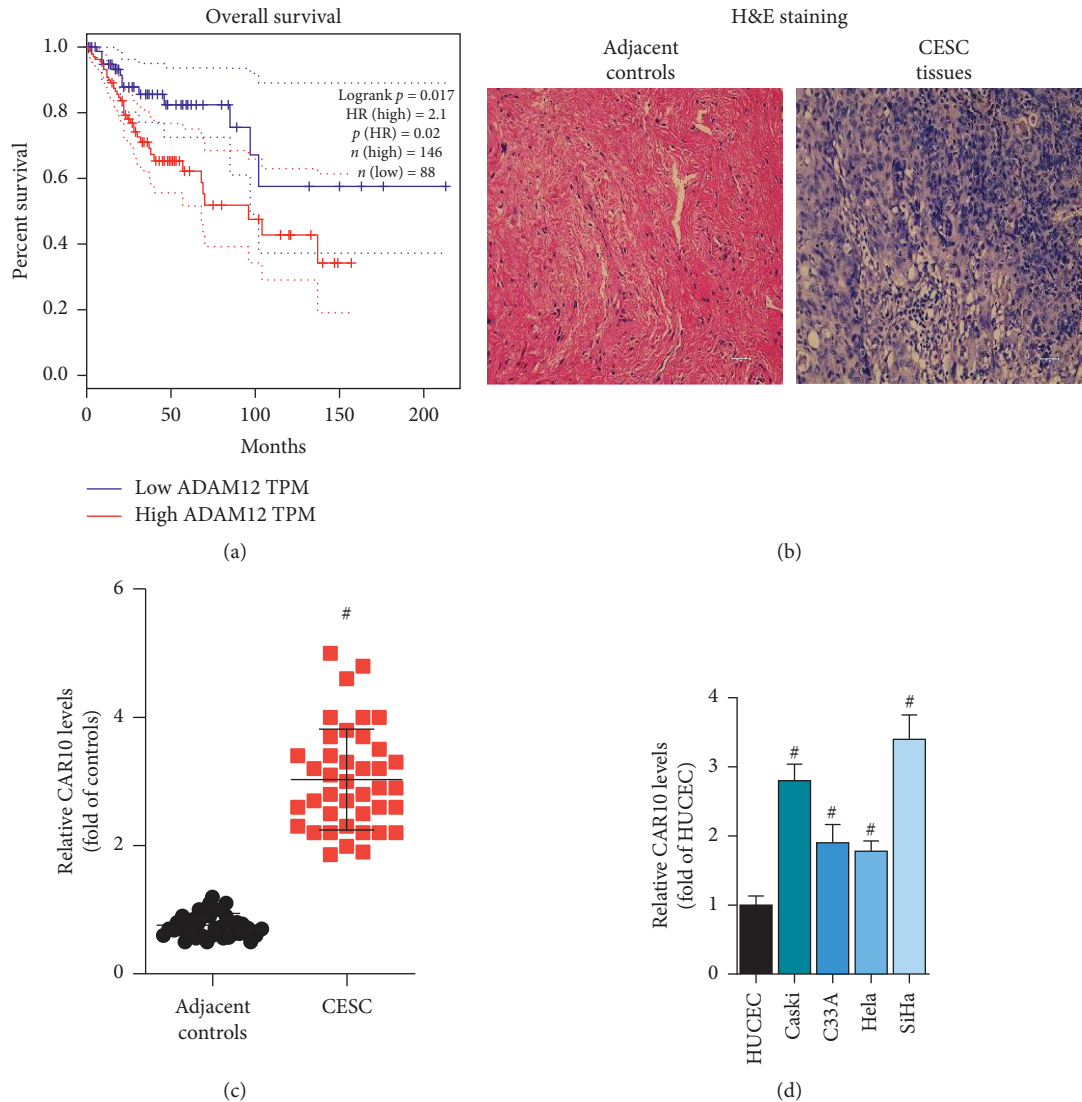 Overall survival
1.0
0.8
0.6
0.4
0.2
0.0
Percent survival
Logrank p = 0.017
HR (high) = 2.1
p (HR) = 0.02
n (high) = 146
n (low) = 88
0
50
100
150
200
Months
Low ADAM12 TPM
High ADAM12 TPM
(a)
H&E staining
Adjacent
controls
CESC
tissues
(b)
6
4
2
0
Relative CAR10 levels
(fold of controls)
#
Adjacent
controls
CESC
(c)
4
3
2
1
0
Relative CAR10 levels
(fold of HUCEC)
#
#
#
#
HUCEC
Caski
C33A
Hela
SiHa
(d)